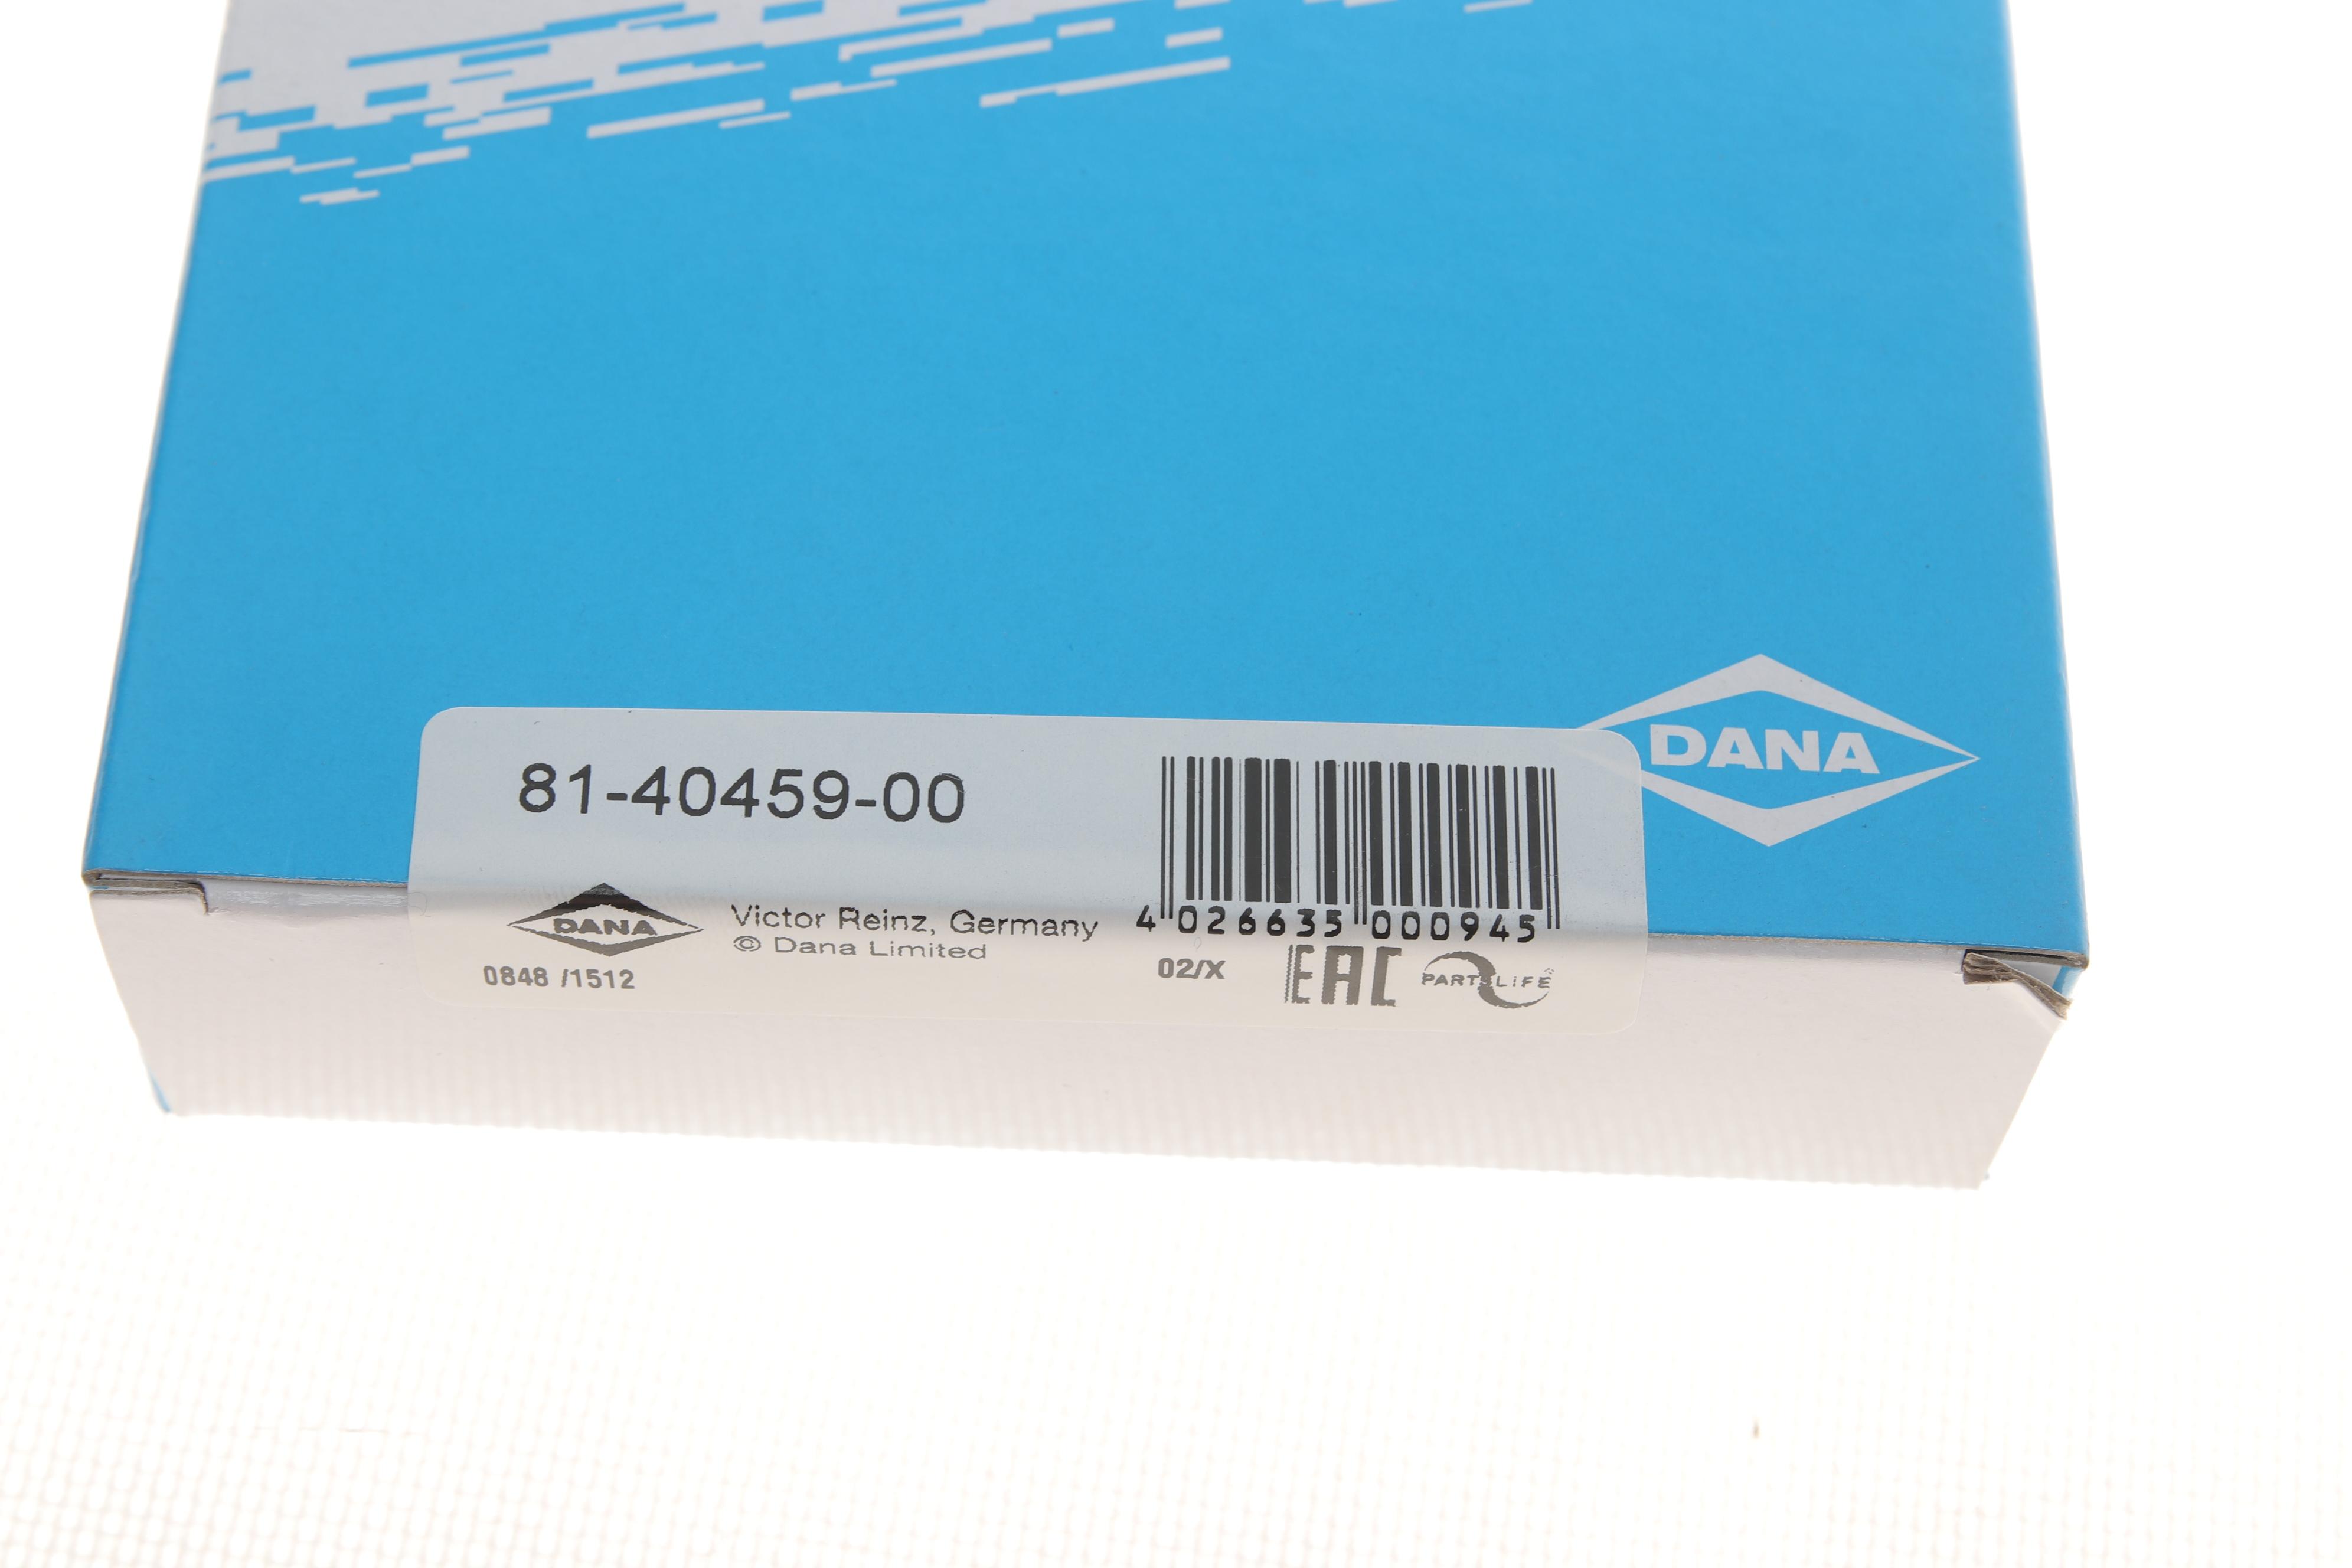 DANA
81-40459-00
4 026635 000945
DANA
Victor Reinz, Germany
© Dana Limited
0848 /1512
02/X
EAC
PARTSLIFE®